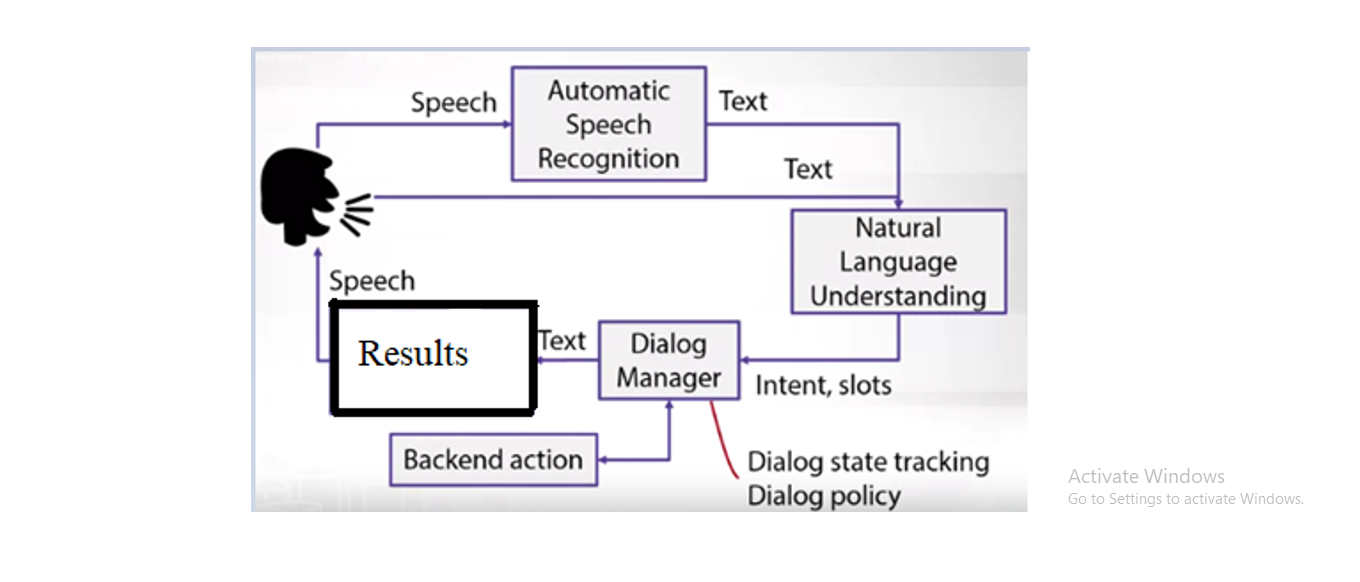 Speech
Automatic
Speech
Recognition
Text
Text
Natural
Language
Understanding
Speech
Results
Text
Dialog
Manager
Intent, slots
Backend action
Dialog state tracking
Dialog policy
Activate Windows
Go to Settings to activate Windows.